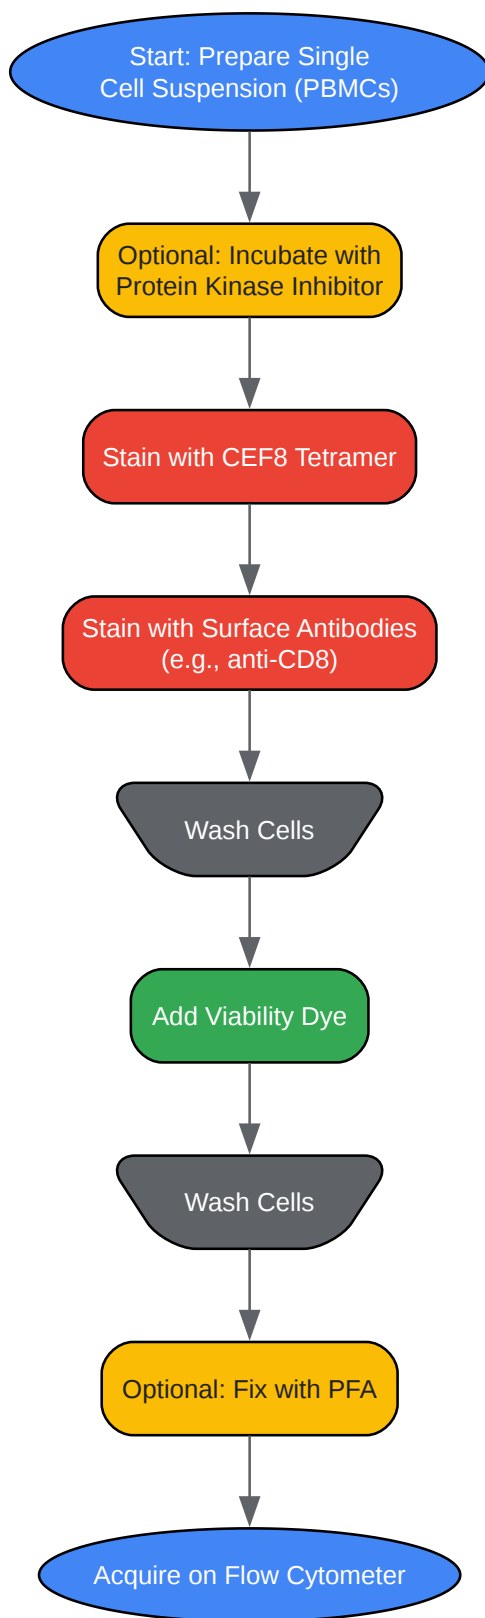 Start: Prepare Single
Cell Suspension (PBMCs)
Optional: Incubate with
Protein Kinase Inhibitor
Stain with CEF8 Tetramer
Stain with Surface Antibodies
(e.g., anti-CD8)
Wash Cells
Add Viability Dye
Wash Cells
Optional: Fix with PFA
Acquire on Flow Cytometer